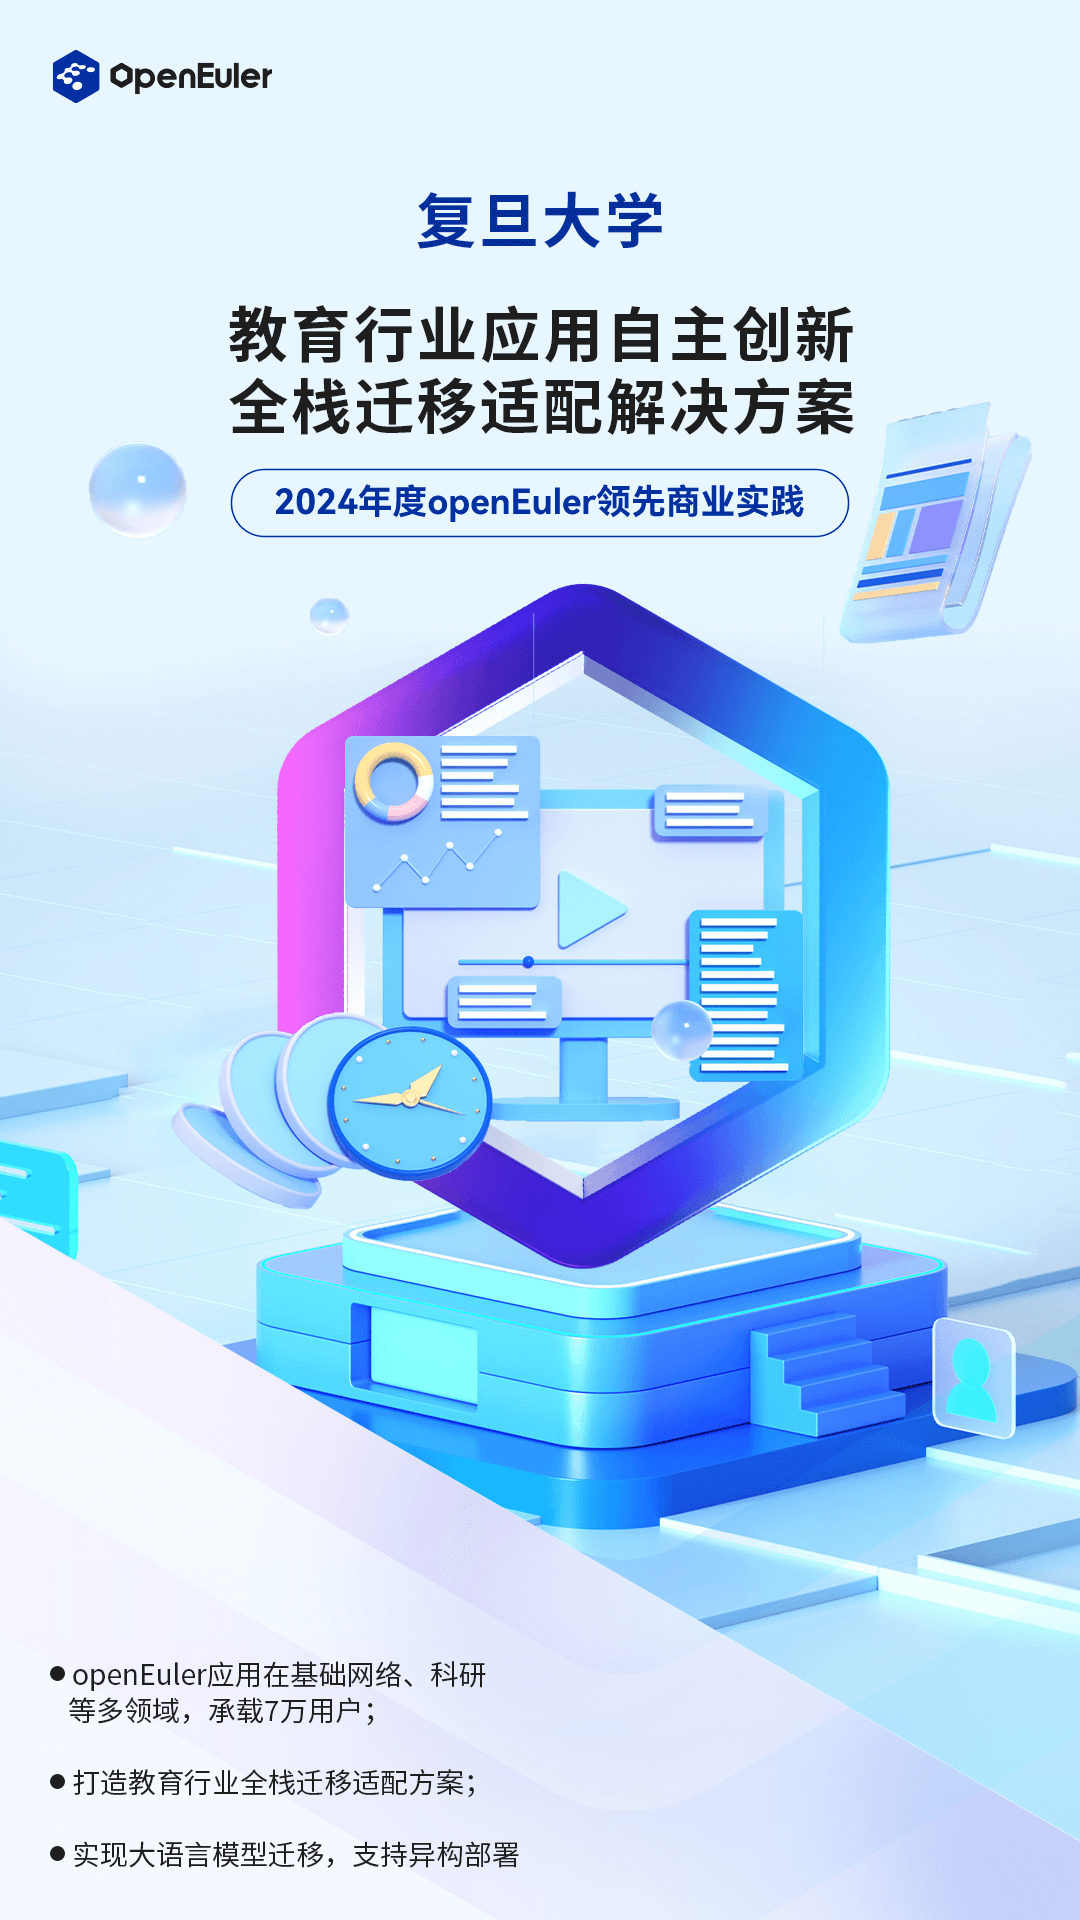 OpenEuler
复旦大学
教育行业应用自主创新
全栈迁移适配解决方案
2024年度openEuler领先商业实践
● openEuler应用在基础网络、科研
等多领域，承载7万用户；
● 打造教育行业全栈迁移适配方案；
● 实现大语言模型迁移，支持异构部署